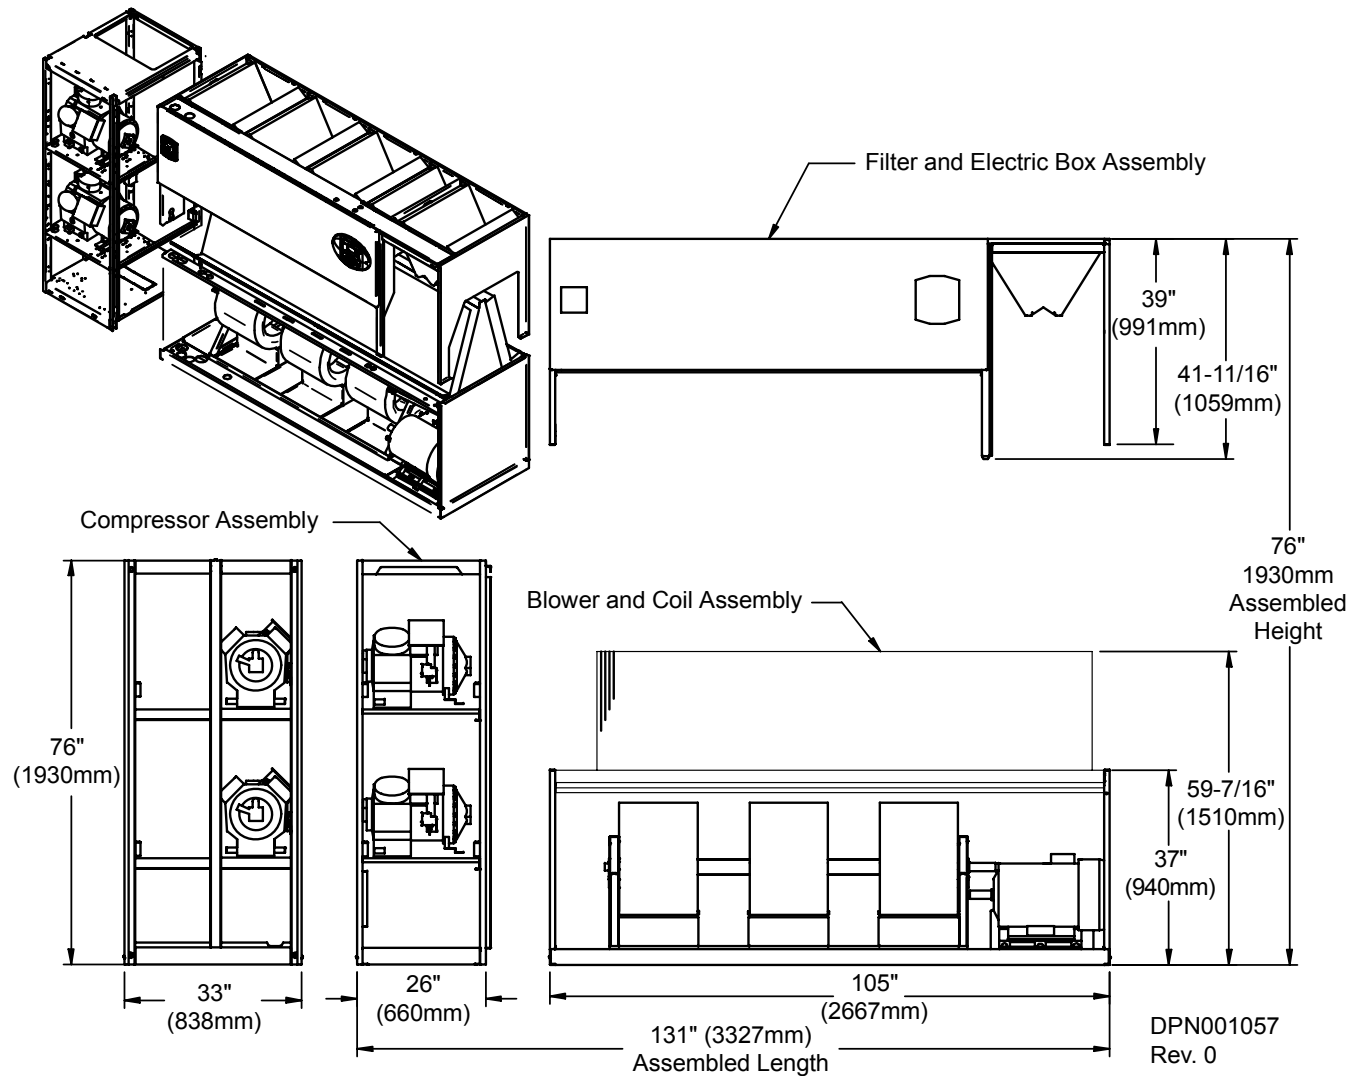 Filter and Electric Box Assembly
39"
(991mm)
41-11/16"
(1059mm)
Compressor Assembly
76"
1930mm
Assembled
Height
Blower and Coil Assembly
76"
(1930mm)
59-7/16"
(1510mm)
37"
(940mm)
33"
(838mm)
26"
(660mm)
105"
(2667mm)
131" (3327mm)
Assembled Length
DPN001057
Rev. 0